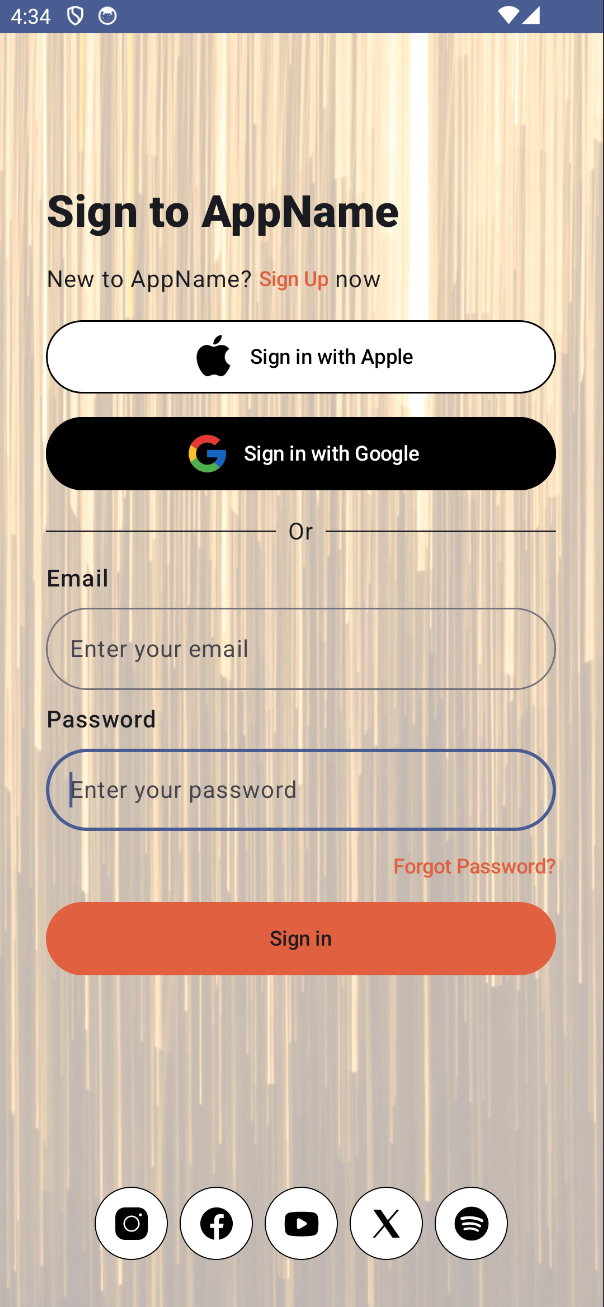 4:34
Sign to AppName
New to AppName? Sign Up now
Sign in with Apple
Sign in with Google
Or
Email
Enter your email
Password
Enter your password
Forgot Password?
Sign in